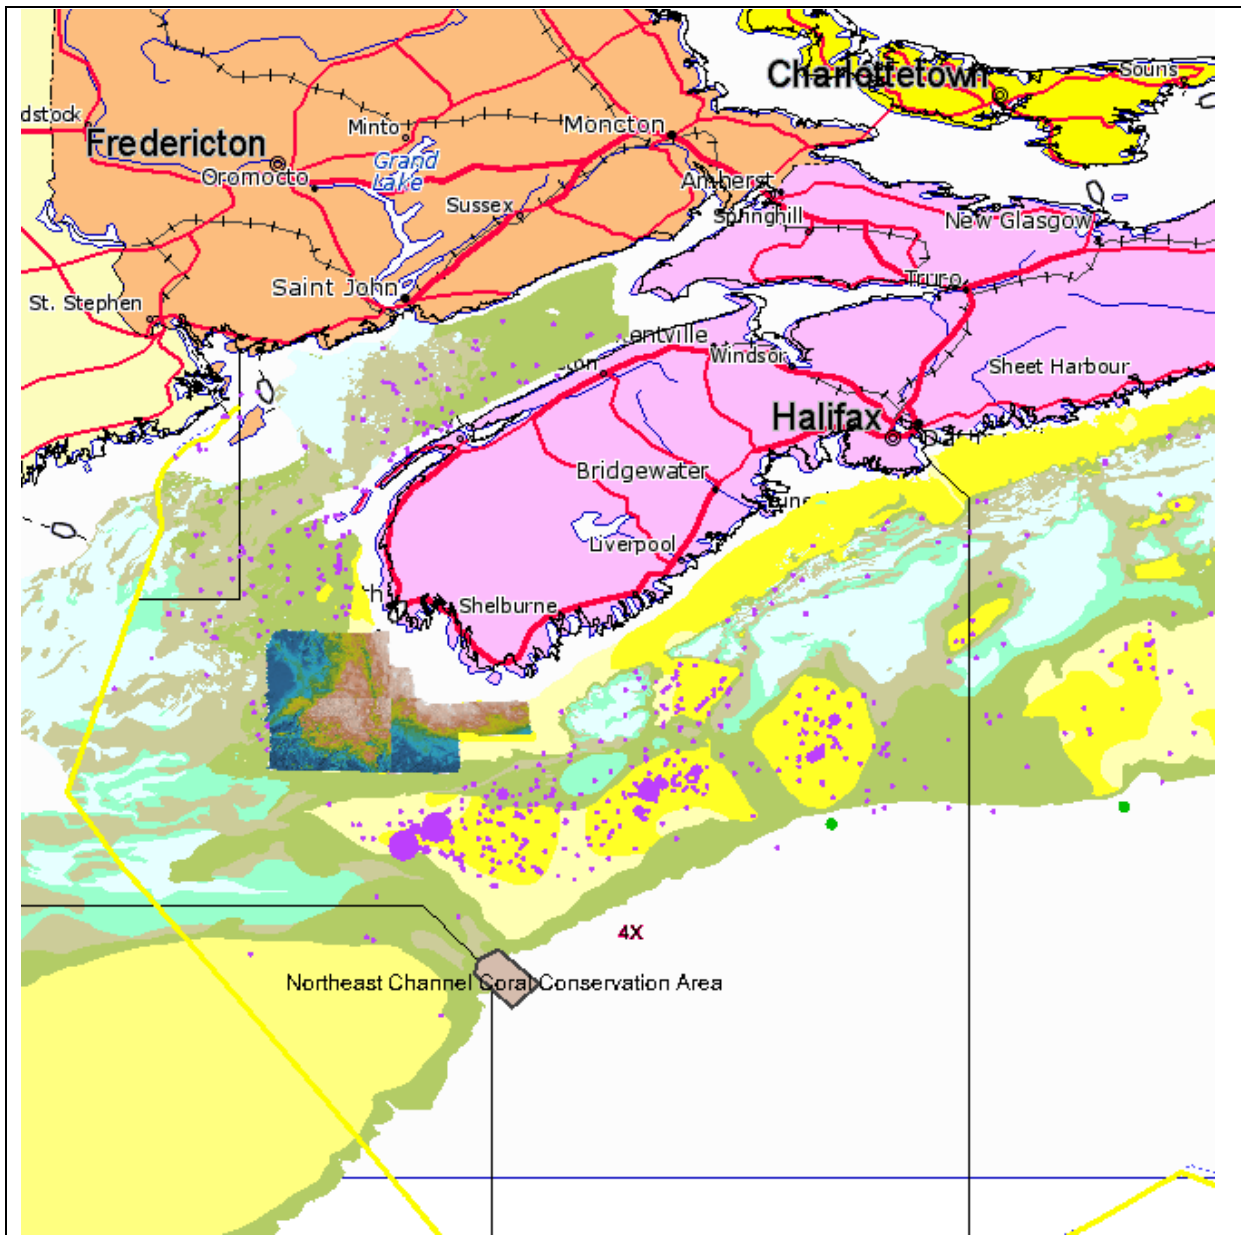 Charlottetown
Souris
dstock
Minto
Moncton
Fredericton
Grand
Lake
Oromocto
Amherst
Sussex
Springhill
New Glasgow
Saint John
Truro
St. Stephen
entville
Windsor
ton
Sheet Harbour
Halifax
Bridgewater
Liverpool
Shelburne
4X
Northeast Channel Coral Conservation Area